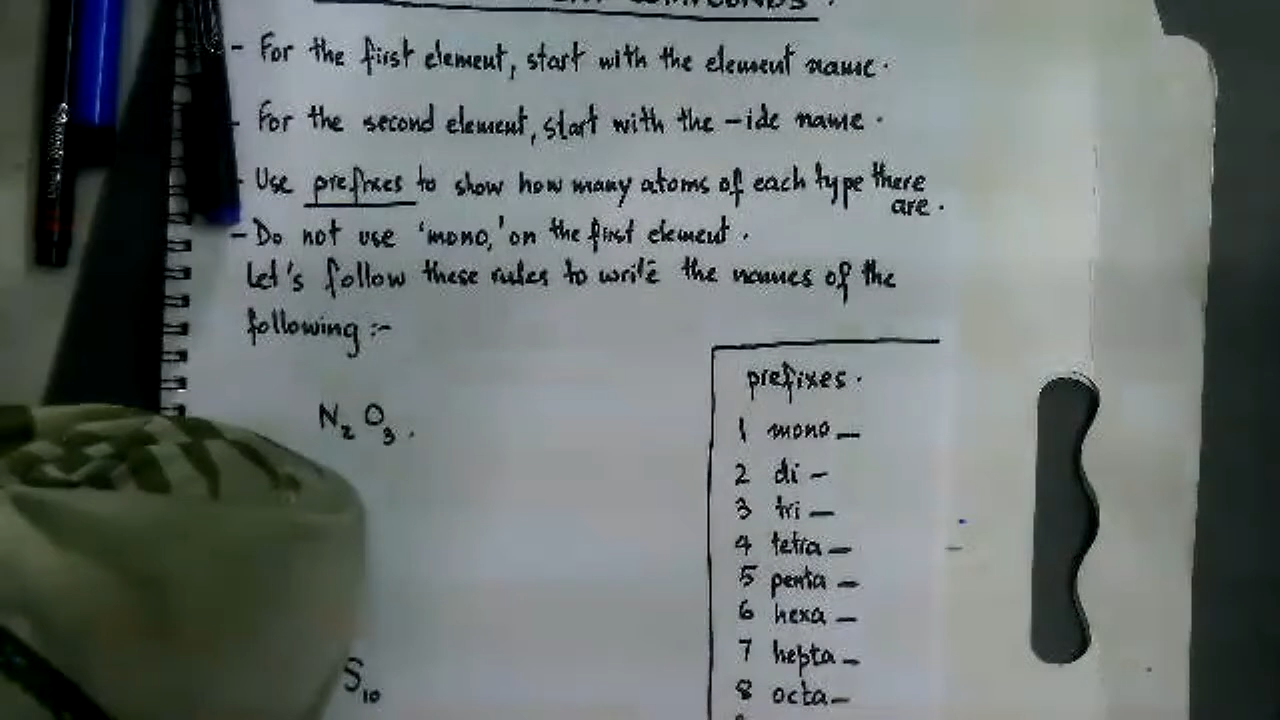 COMPOUNDS.
- For the first element, start with the element name.
- For the second element, start with the -ide name.
- Use prefixes to show how many atoms of each type there
are.
- Do not use 'mono,' on the first element.
Let's follow these rules to write the names of the
following :-
prefixes.
N₂O₃.
1 mono -
2 di -
3 tri -
4 tetra -
5 penta -
6 hexa -
7 hepta -
S₁₀
8 octa -